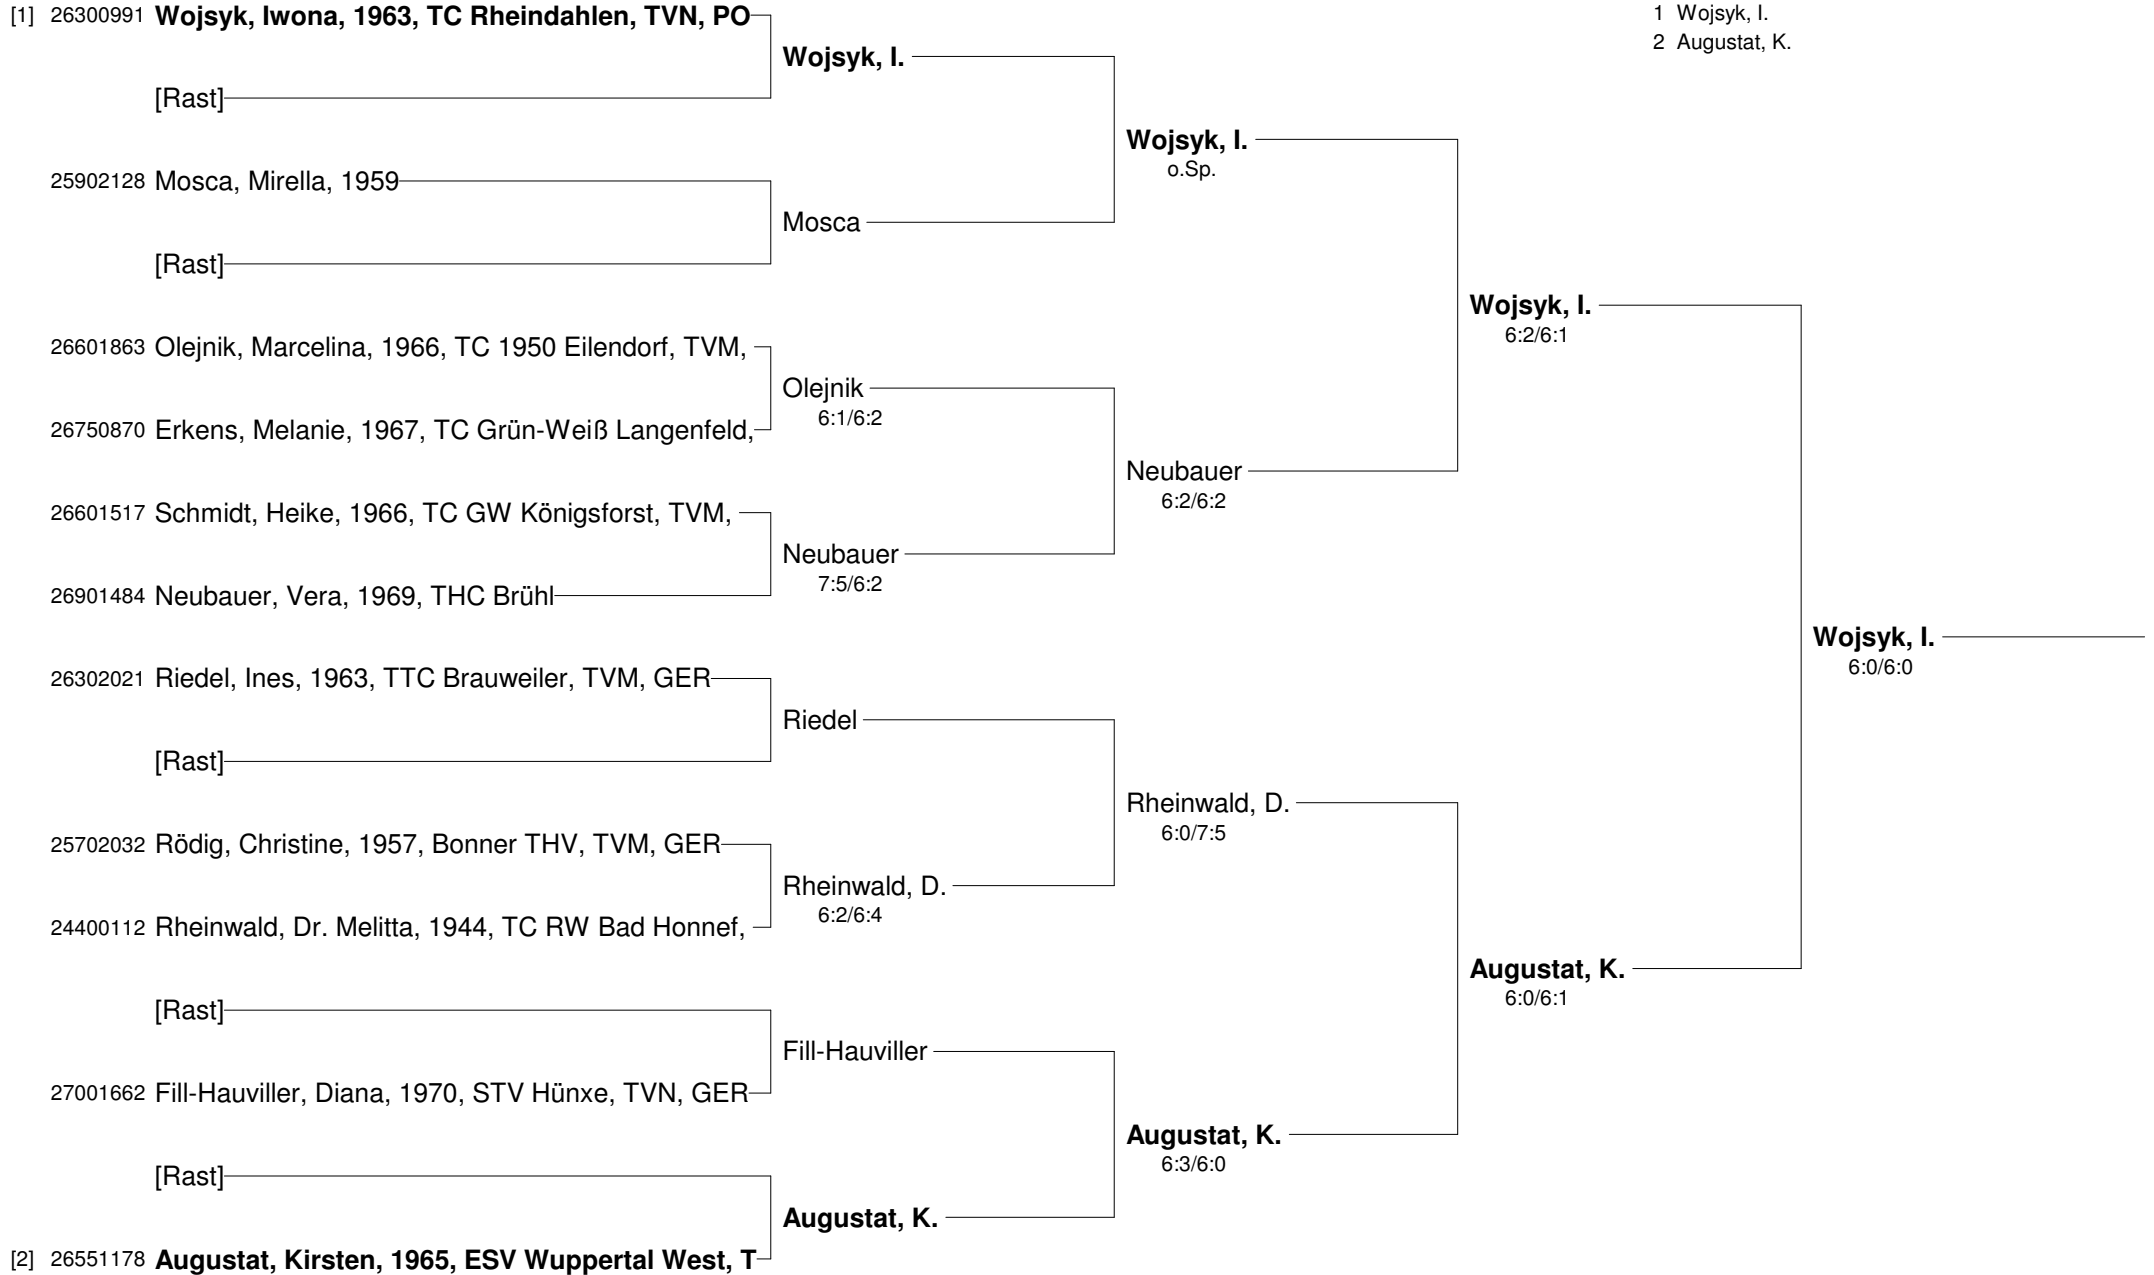 [1] 26300991 Wojsyk, Iwona, 1963, TC Rheindahlen, TVN, PO
[Rast]
25902128 Mosca, Mirella, 1959
[Rast]
26601863 Olejnik, Marcelina, 1966, TC 1950 Eilendorf, TVM,
26750870 Erkens, Melanie, 1967, TC Grün-Weiß Langenfeld,
26601517 Schmidt, Heike, 1966, TC GW Königsforst, TVM,
26901484 Neubauer, Vera, 1969, THC Brühl
26302021 Riedel, Ines, 1963, TTC Brauweiler, TVM, GER
[Rast]
25702032 Rödig, Christine, 1957, Bonner THV, TVM, GER
24400112 Rheinwald, Dr. Melitta, 1944, TC RW Bad Honnef,
[Rast]
27001662 Fill-Hauviller, Diana, 1970, STV Hünxe, TVN, GER
[Rast]
[2] 26551178 Augustat, Kirsten, 1965, ESV Wuppertal West, T
Wojsyk, I.
Mosca
Olejnik
6:1/6:2
Neubauer
7:5/6:2
Riedel
Rheinwald, D.
6:2/6:4
Fill-Hauviller
Augustat, K.
Wojsyk, I.
o.Sp.
Neubauer
6:2/6:2
Rheinwald, D.
6:0/7:5
Augustat, K.
6:3/6:0
Wojsyk, I.
6:2/6:1
Augustat, K.
6:0/6:1
Wojsyk, I.
6:0/6:0
1 Wojsyk, I.
2 Augustat, K.